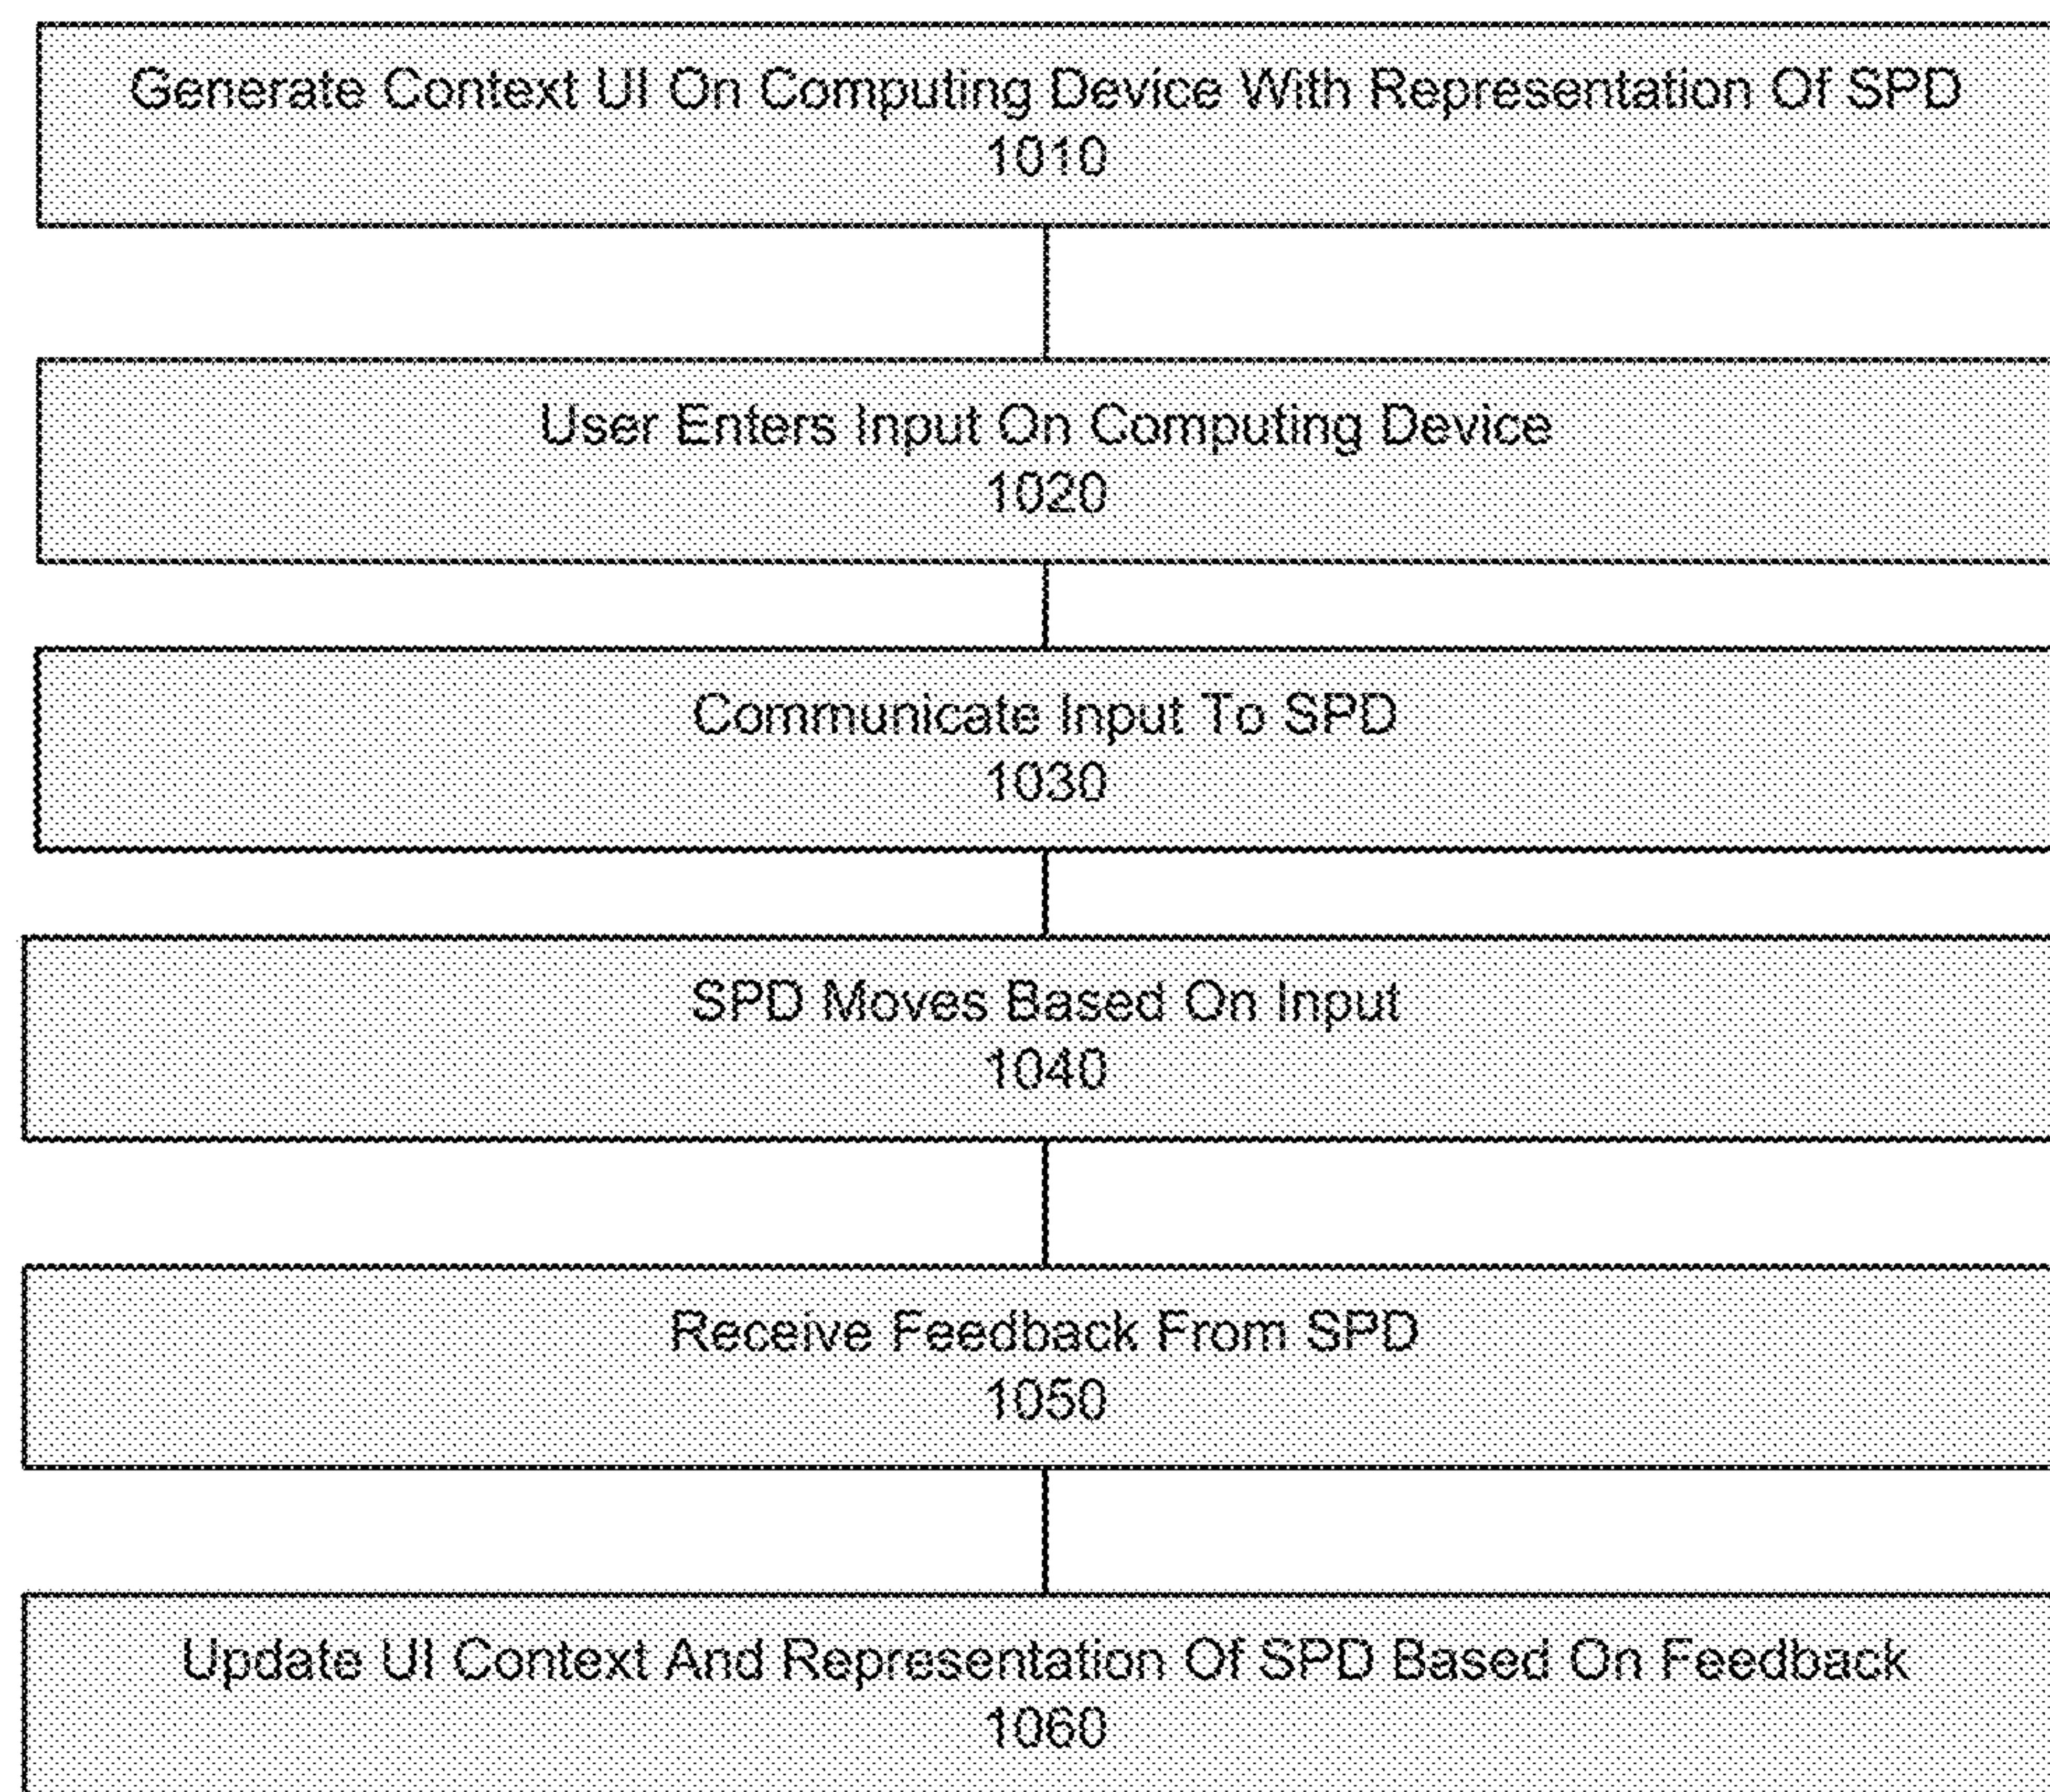 Generate Context UI On Computing Device With Representation Of SPD
1010
User Enters Input On Computing Device
1020
Communicate Input To SPD
1030
SPD Moves Based On Input
1040
Receive Feedback From SPD
1050
Update UI Context And Representation Of SPD Based On Feedback
1060